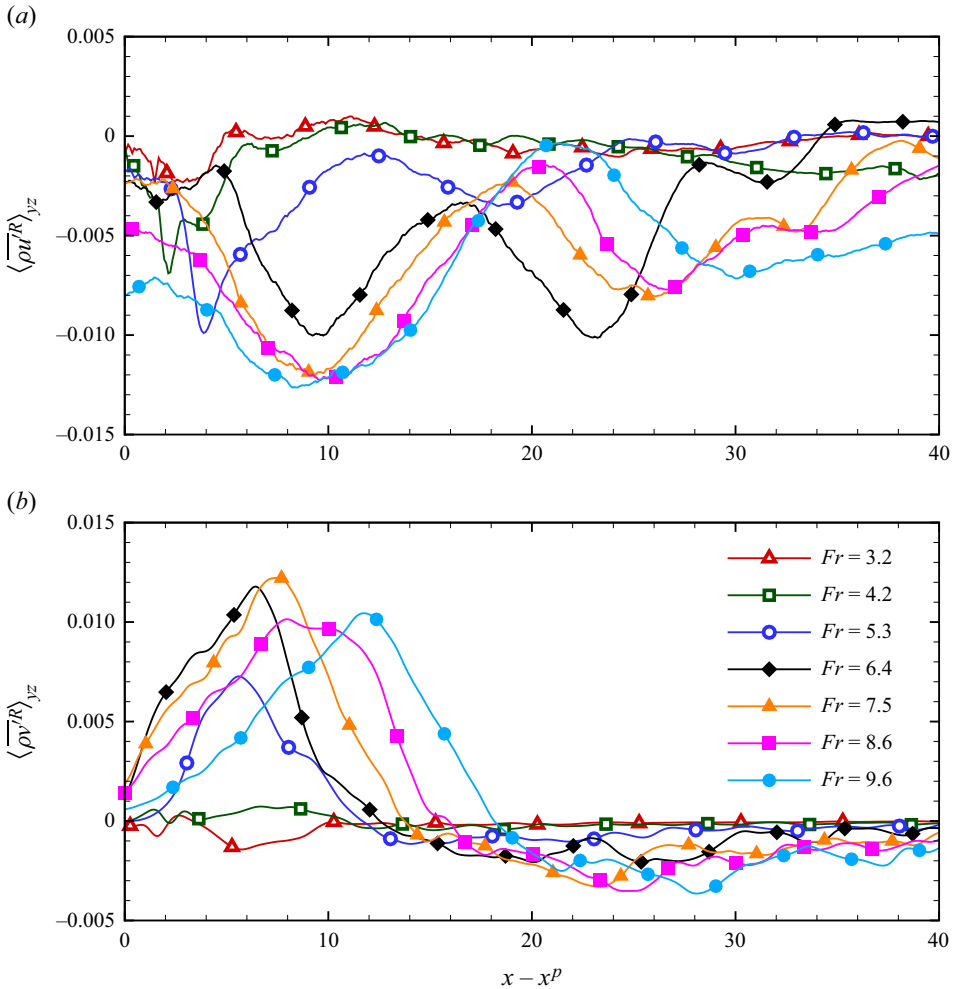 (a)
0.005
0
–0.005
–0.010
–0.015
⟨ρu′ᴿ⟩yz
0 10 20 30 40
(b)
0.015
0.010
0.005
0
–0.005
⟨ρv′ᴿ⟩yz
Fr = 3.2
Fr = 4.2
Fr = 5.3
Fr = 6.4
Fr = 7.5
Fr = 8.6
Fr = 9.6
0 10 20 30 40
x – xᵖ